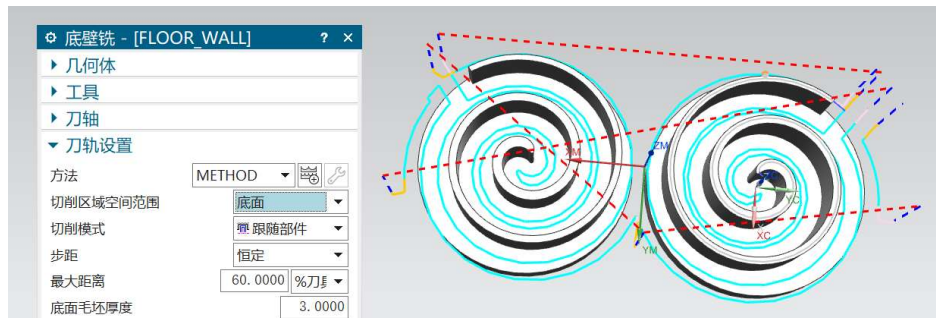 底壁铣 - [FLOOR_WALL] ? ×
几何体
工具
刀轴
刀轨设置
方法 METHOD
切削区域空间范围 底面
切削模式 跟随部件
步距 恒定
最大距离 60.0000 %刀具
底面毛坯厚度 3.0000
ZM
XM
YC
XC
YM